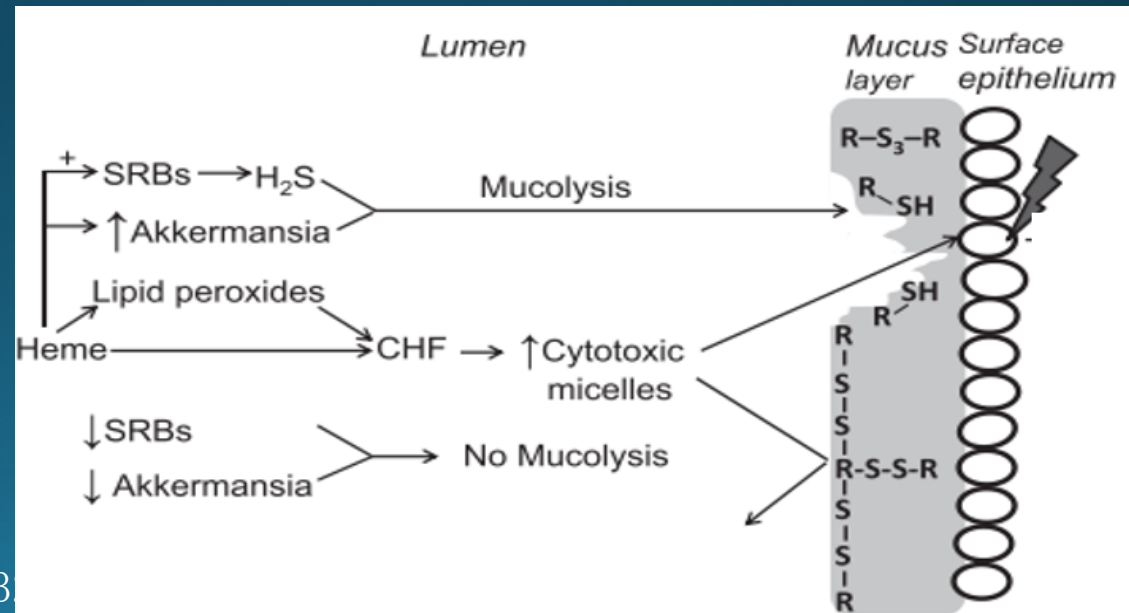 Lumen
Mucus
layer
Surface
epithelium
R–S₃–R
+
SRBs
H₂S
Mucolysis
R
SH
↑Akkermansia
Lipid peroxides
SH
R
Heme
CHF
↑Cytotoxic
micelles
↓SRBs
↓ Akkermansia
No Mucolysis
R
S
S
R-S-S-R
S
S
R